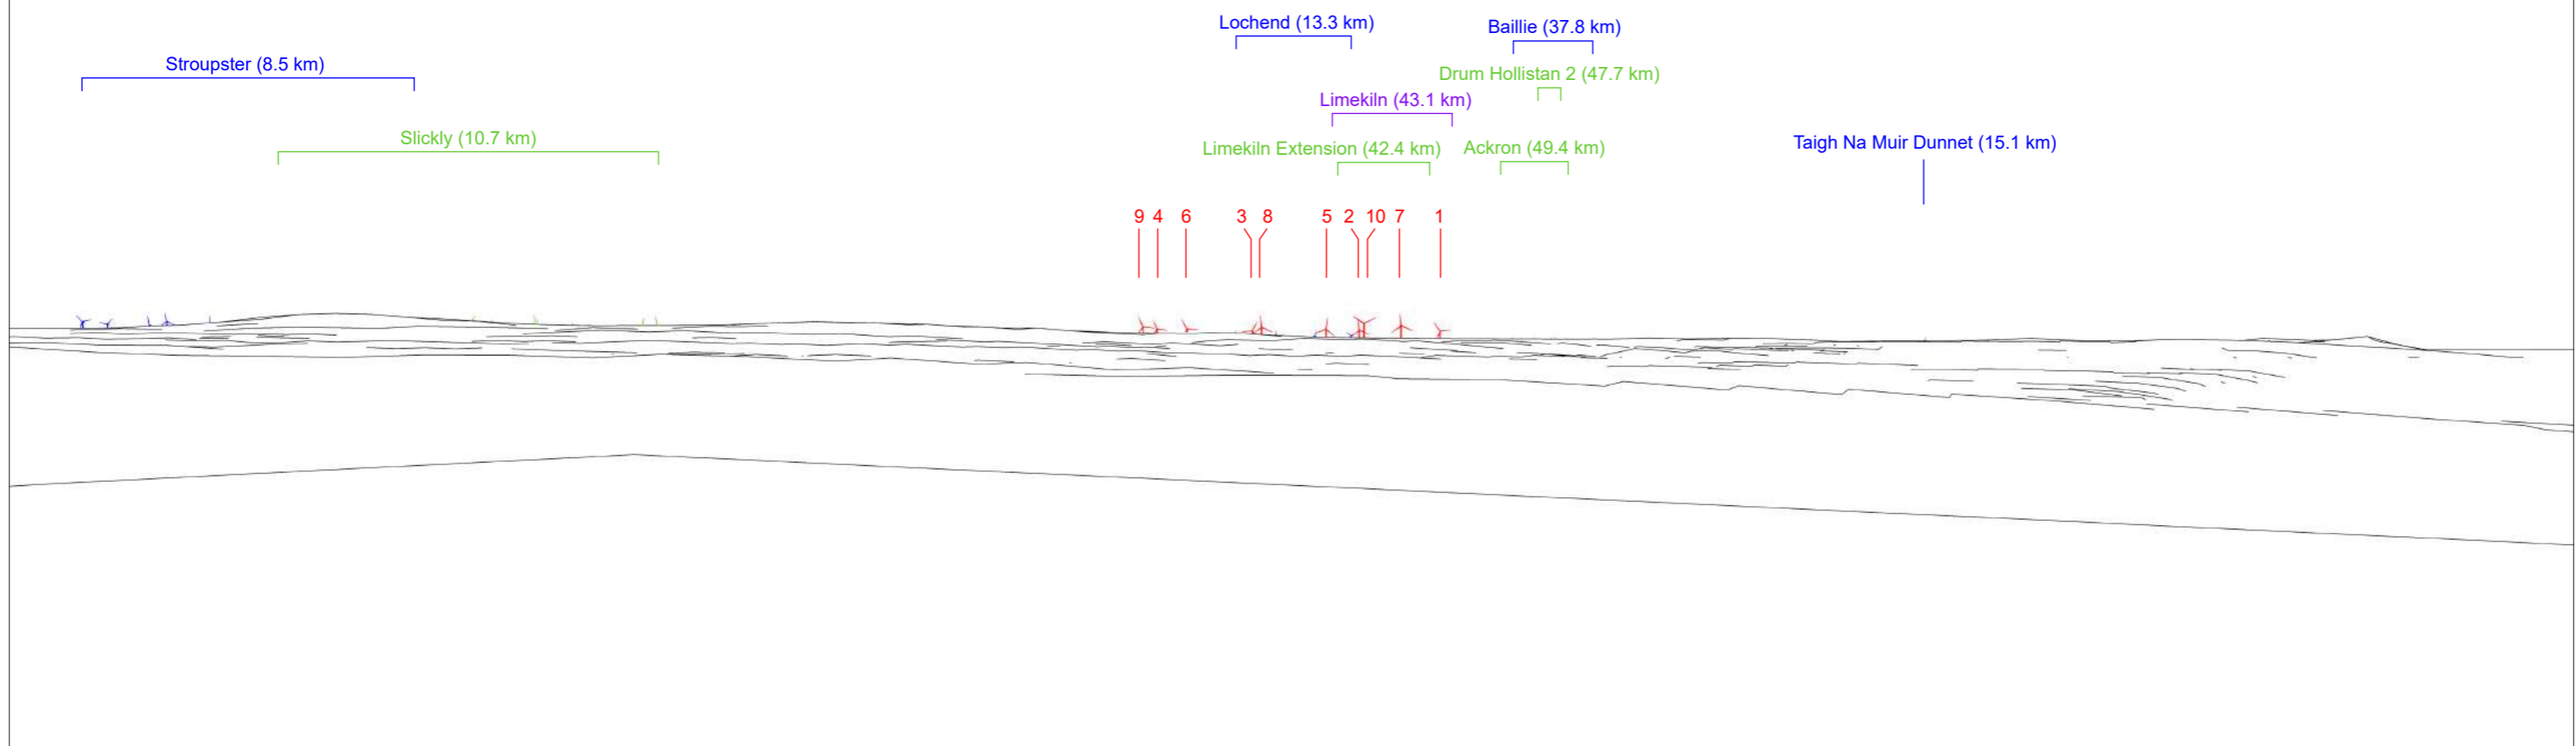 Lochend (13.3 km)
Baillie (37.8 km)
Stroupster (8.5 km)
Drum Hollistan 2 (47.7 km)
Limekiln (43.1 km)
Slickly (10.7 km)
Limekiln Extension (42.4 km)
Ackron (49.4 km)
Taigh Na Muir Dunnet (15.1 km)
9 4 6 3 8 5 2 10 7 1